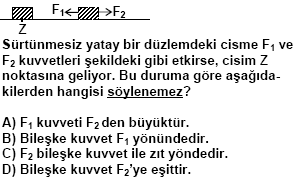 F₁ F₂
Z
Sürtünmesiz yatay bir düzlemdeki cisme F₁ ve
F₂ kuvvetleri şekildeki gibi etkirse, cisim Z
noktasına geliyor. Bu duruma göre aşağıda-
kilerden hangisi söylenemez?
A) F₁ kuvveti F₂ den büyüktür.
B) Bileşke kuvvet F₁ yönündedir.
C) F₂ bileşke kuvvet ile zıt yöndedir.
D) Bileşke kuvvet F₂'ye eşittir.